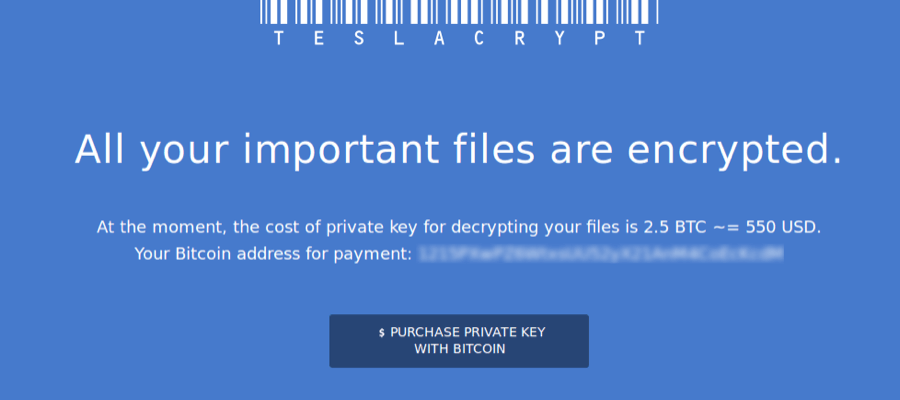 TESLACRYPT
All your important files are encrypted.
At the moment, the cost of private key for decrypting your files is 2.5 BTC ~= 550 USD.
Your Bitcoin address for payment:
$ PURCHASE PRIVATE KEY
WITH BITCOIN